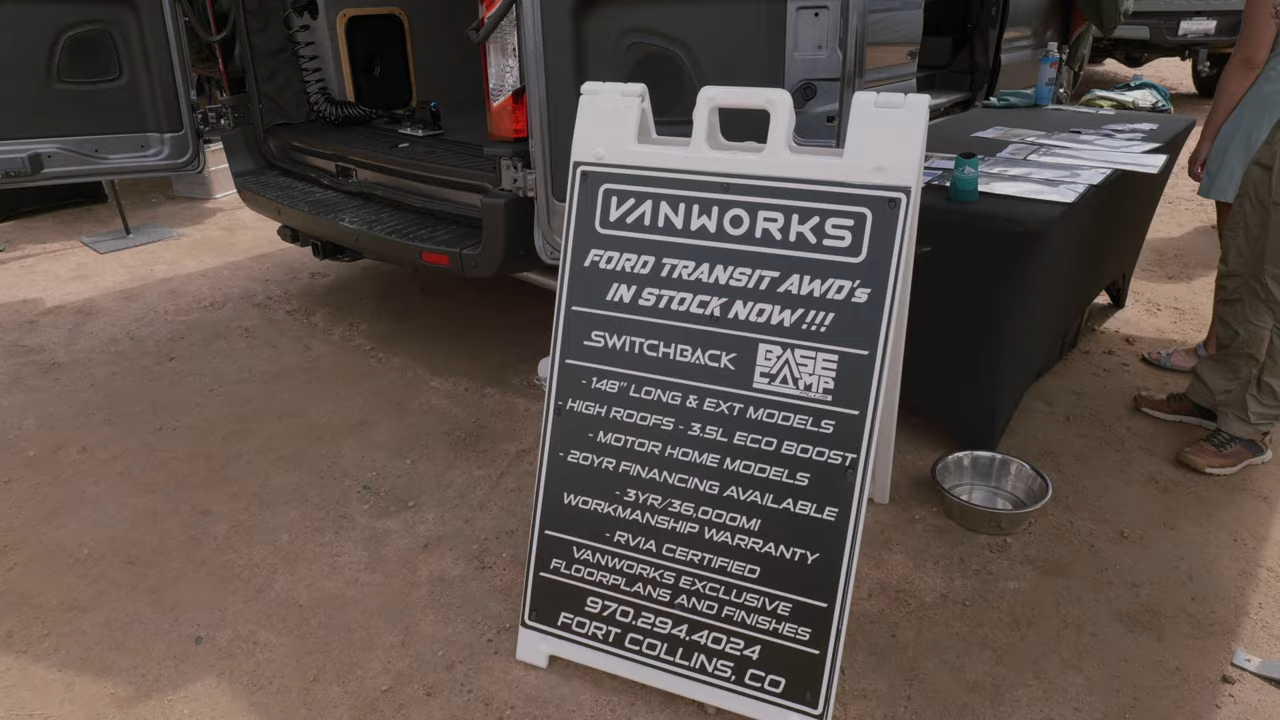 VANWORKS
FORD TRANSIT AWD's
IN STOCK NOW!!!
SWITCHBACK
BASE
CAMP
- 148" LONG & EXT MODELS
- HIGH ROOFS - 3.5L ECO BOOST
- MOTOR HOME MODELS
- 20YR FINANCING AVAILABLE
- 3YR/36,000MI
WORKMANSHIP WARRANTY
- RVIA CERTIFIED
VANWORKS EXCLUSIVE
FLOORPLANS AND FINISHES
970.294.4024
FORT COLLINS, CO